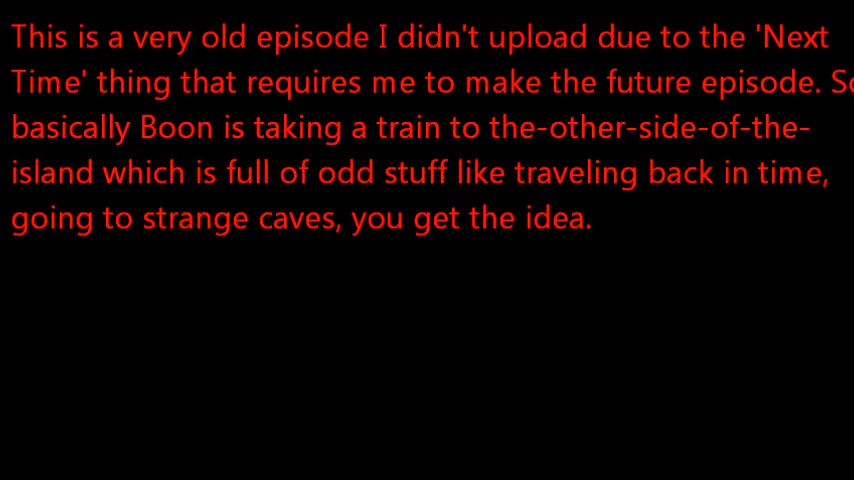 This is a very old episode I didn't upload due to the 'Next
Time' thing that requires me to make the future episode. So
basically Boon is taking a train to the-other-side-of-the-
island which is full of odd stuff like traveling back in time,
going to strange caves, you get the idea.